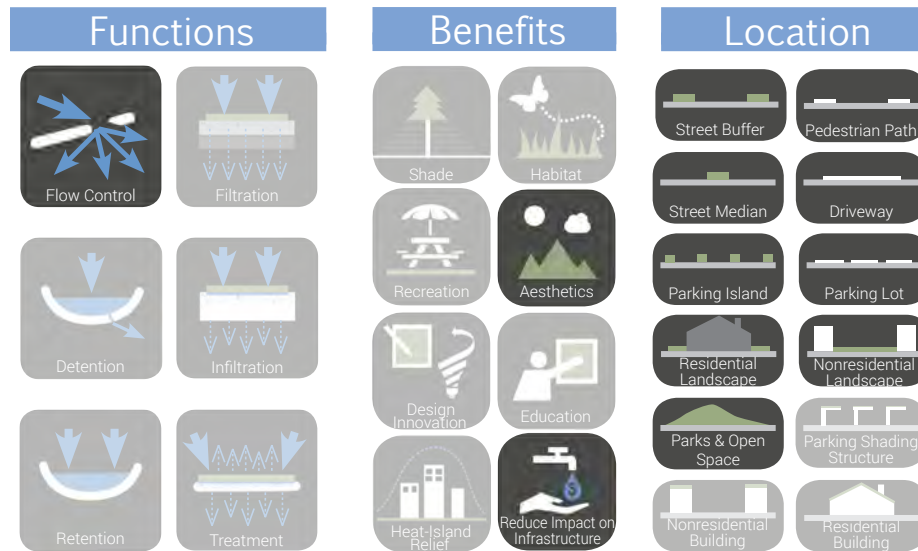 Functions
Benefits
Location
Flow Control
Filtration
Detention
Infiltration
Retention
Treatment
Shade
Habitat
Recreation
Aesthetics
Design
Innovation
Education
Heat-Island
Relief
Reduce Impact on
Infrastructure
$
Street Buffer
Pedestrian Path
Street Median
Driveway
Parking Island
Parking Lot
Residential
Landscape
Nonresidential
Landscape
Parks & Open
Space
Parking Shading
Structure
Nonresidential
Building
Residential
Building